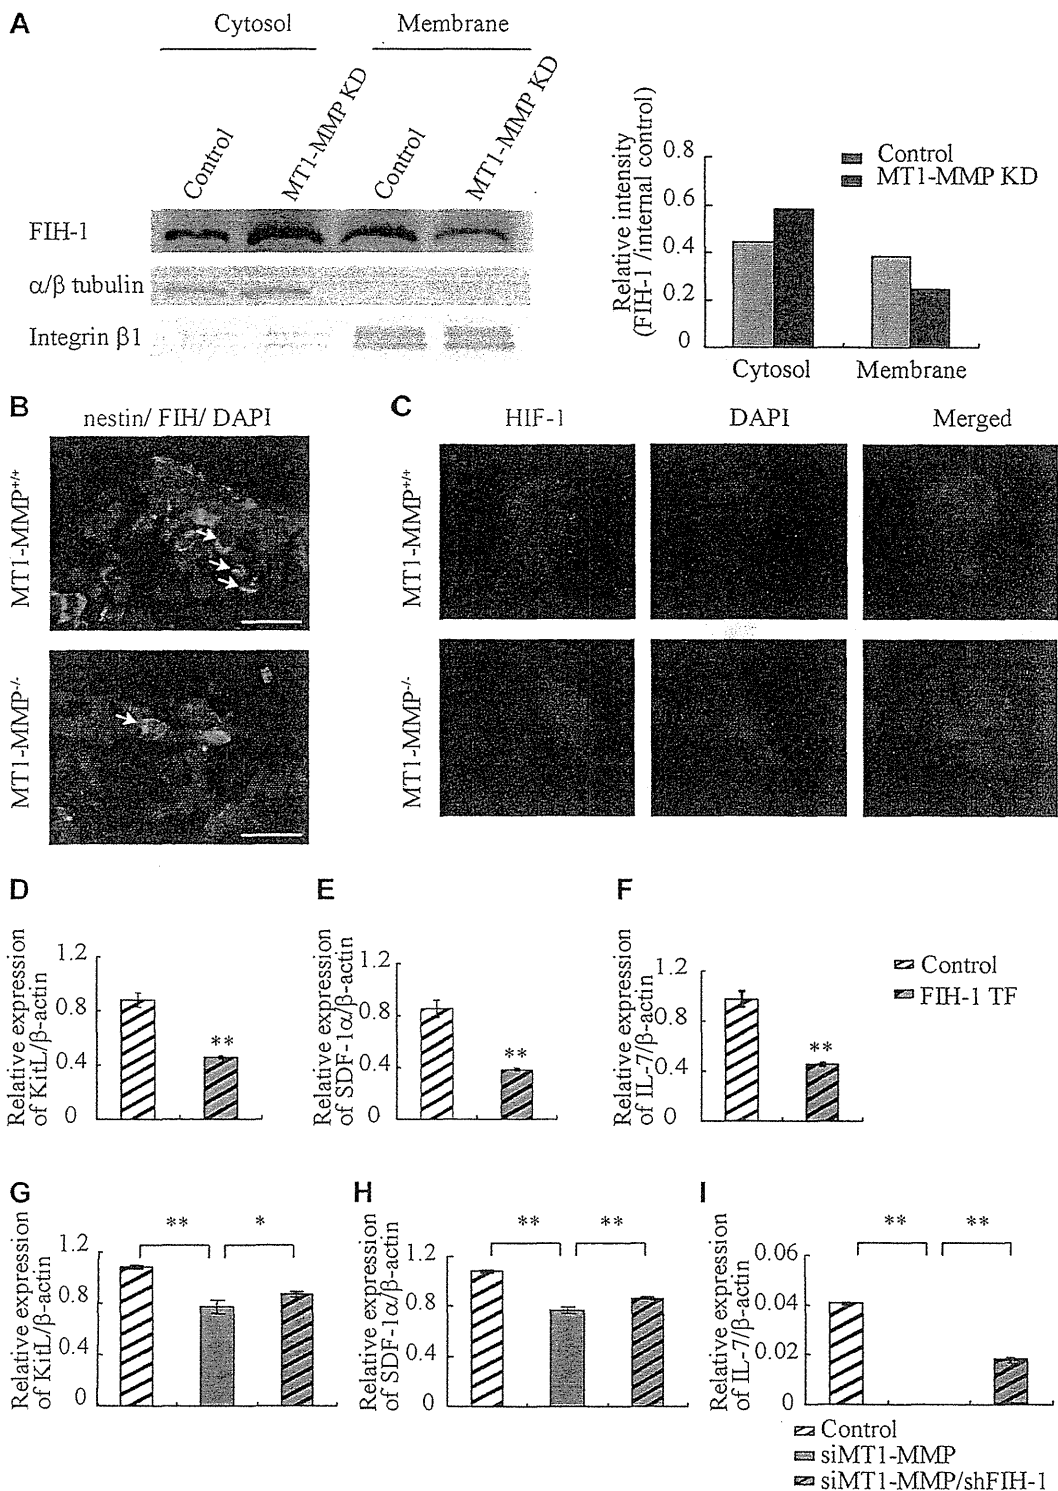 A
Cytosol
Membrane
Control
MT1-MMP KD
Control
MT1-MMP KD
FIH-1
α/β tubulin
Integrin β1
Relative intensity
(FIH-1 /internal control)
0.8
0.6
0.4
0.2
0
Cytosol
Membrane
Control
MT1-MMP KD
B
nestin/ FIH/ DAPI
MT1-MMP+/+
MT1-MMP-/-
C
HIF-1
DAPI
Merged
MT1-MMP+/+
MT1-MMP-/-
D
Relative expression
of KitL/β-actin
1.2
0.8
0.4
0
**
E
Relative expression
of SDF-1α/β-actin
1.2
0.8
0.4
0
**
F
Relative expression
of IL-7/β-actin
1.2
0.8
0.4
0
**
Control
FIH-1 TF
G
Relative expression
of KitL/β-actin
1.2
0.8
0.4
0
**
*
H
Relative expression
of SDF-1α/β-actin
1.2
0.8
0.4
0
**
**
I
Relative expression
of IL-7/β-actin
0.06
0.04
0.02
0
**
**
Control
siMT1-MMP
siMT1-MMP/shFIH-1